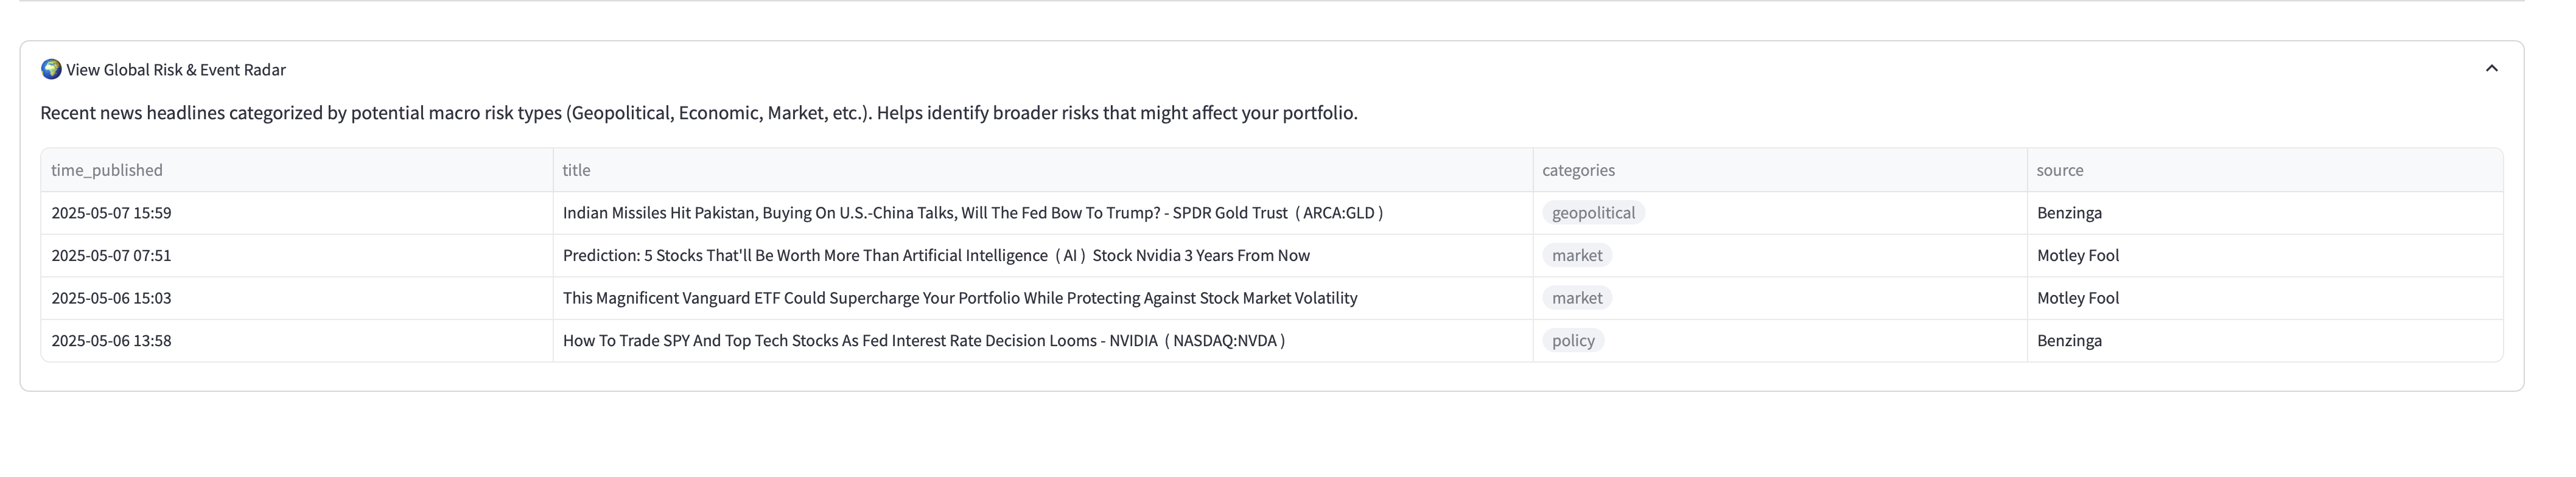 View Global Risk & Event Radar
Recent news headlines categorized by potential macro risk types (Geopolitical, Economic, Market, etc.). Helps identify broader risks that might affect your portfolio.
time_published title categories source
2025-05-07 15:59 Indian Missiles Hit Pakistan, Buying On U.S.-China Talks, Will The Fed Bow To Trump? - SPDR Gold Trust ( ARCA:GLD ) geopolitical Benzinga
2025-05-07 07:51 Prediction: 5 Stocks That'll Be Worth More Than Artificial Intelligence ( AI ) Stock Nvidia 3 Years From Now market Motley Fool
2025-05-06 15:03 This Magnificent Vanguard ETF Could Supercharge Your Portfolio While Protecting Against Stock Market Volatility market Motley Fool
2025-05-06 13:58 How To Trade SPY And Top Tech Stocks As Fed Interest Rate Decision Looms - NVIDIA ( NASDAQ:NVDA ) policy Benzinga